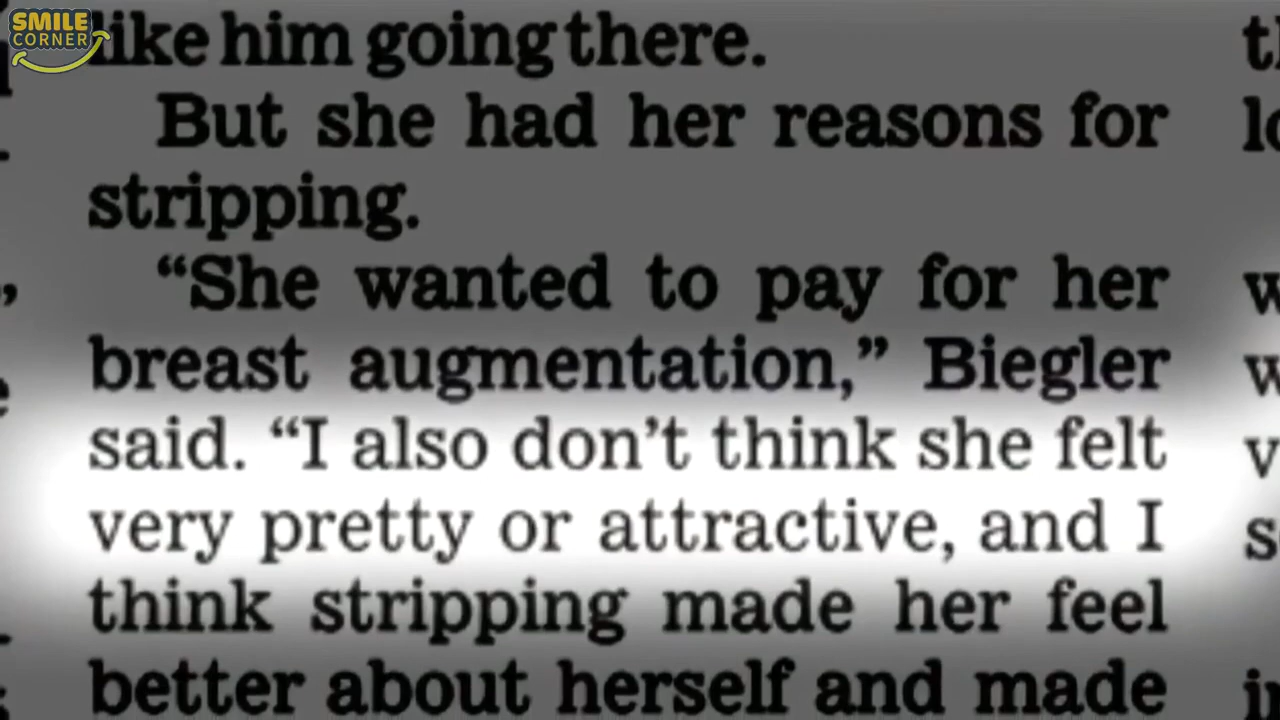 SMILE
CORNER
like him going there.
But she had her reasons for
stripping.
“She wanted to pay for her
breast augmentation,” Biegler
said. “I also don’t think she felt
very pretty or attractive, and I
think stripping made her feel
better about herself and made